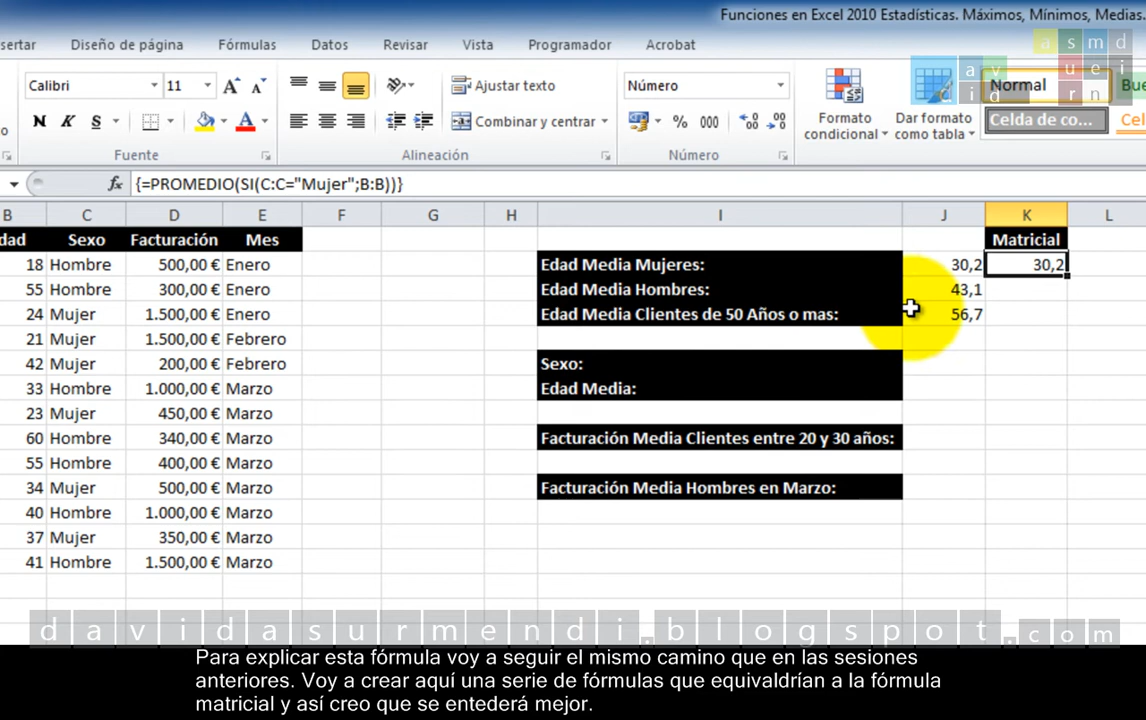 Funciones en Excel 2010 Estadísticas. Máximos, Mínimos, Medias.
sertar Diseño de página Fórmulas Datos Revisar Vista Programador Acrobat
a s m d
u e i
r n
a v
i d
Calibri 11 A A Ajustar texto Número Normal Bue
N K S A Combinar y centrar % 000 Formato condicional Dar formato como tabla Celda de co... Cel
Fuente Alineación Número
fx {=PROMEDIO(SI(C:C="Mujer";B:B))}
B C D E F G H I J K L
dad Sexo Facturación Mes Matricial
18 Hombre 500,00 € Enero Edad Media Mujeres: 30,2 30,2
55 Hombre 300,00 € Enero Edad Media Hombres: 43,1
24 Mujer 1.500,00 € Enero Edad Media Clientes de 50 Años o mas: 56,7
21 Mujer 1.500,00 € Febrero
42 Mujer 200,00 € Febrero Sexo:
33 Hombre 1.000,00 € Marzo Edad Media:
23 Mujer 450,00 € Marzo
60 Hombre 340,00 € Marzo Facturación Media Clientes entre 20 y 30 años:
55 Hombre 400,00 € Marzo
34 Mujer 500,00 € Marzo Facturación Media Hombres en Marzo:
40 Hombre 1.000,00 € Marzo
37 Mujer 350,00 € Marzo
41 Hombre 1.500,00 € Marzo
davidasurmendi.blogspot.com
Para explicar esta fórmula voy a seguir el mismo camino que en las sesiones
anteriores. Voy a crear aquí una serie de fórmulas que equivaldrían a la fórmula
matricial y así creo que se entederá mejor.